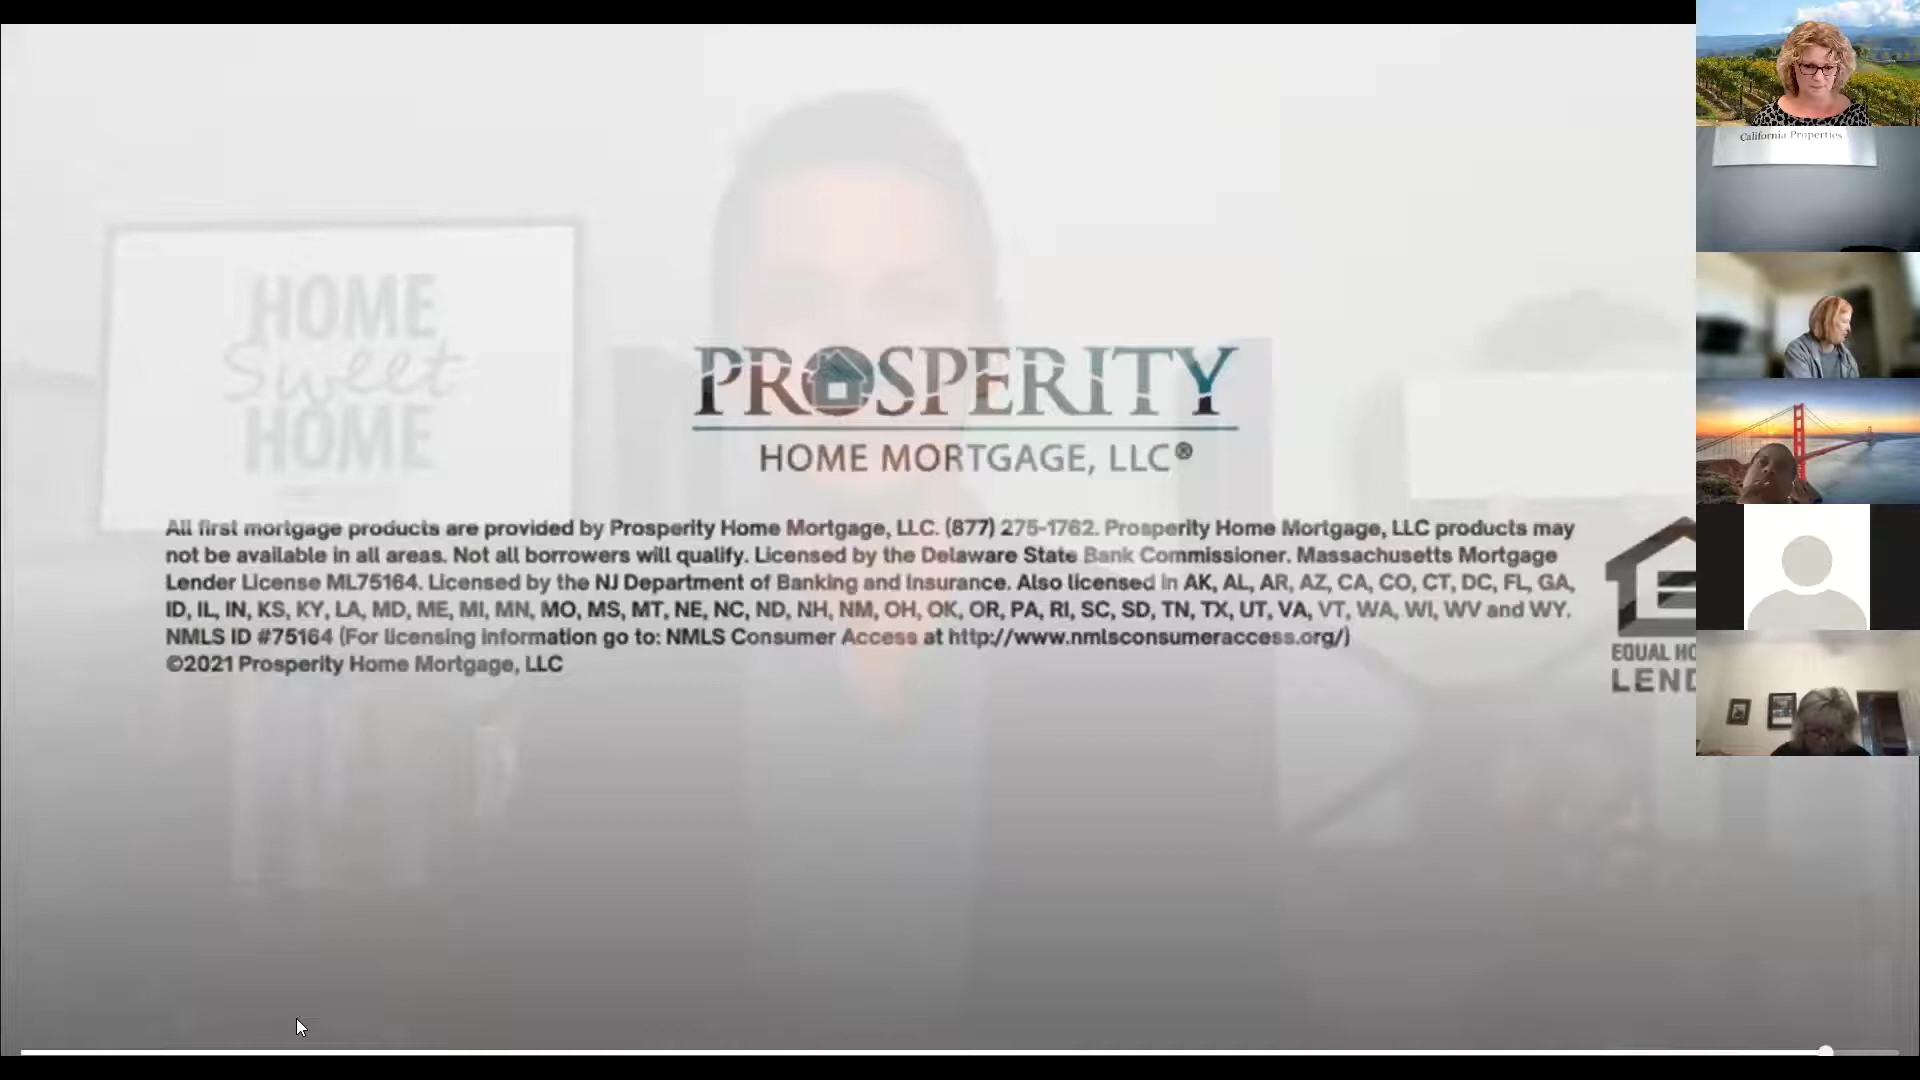 California Properties
HOME
Sweet
HOME
PROSPERITY
HOME MORTGAGE, LLC®
All first mortgage products are provided by Prosperity Home Mortgage, LLC. (877) 275-1762. Prosperity Home Mortgage, LLC products may
not be available in all areas. Not all borrowers will qualify. Licensed by the Delaware State Bank Commissioner. Massachusetts Mortgage
Lender License ML75164. Licensed by the NJ Department of Banking and Insurance. Also licensed in AK, AL, AR, AZ, CA, CO, CT, DC, FL, GA,
ID, IL, IN, KS, KY, LA, MD, ME, MI, MN, MO, MS, MT, NE, NC, ND, NH, NM, OH, OK, OR, PA, RI, SC, SD, TN, TX, UT, VA, VT, WA, WI, WV and WY.
NMLS ID #75164 (For licensing information go to: NMLS Consumer Access at http://www.nmlsconsumeraccess.org/)
©2021 Prosperity Home Mortgage, LLC
EQUAL